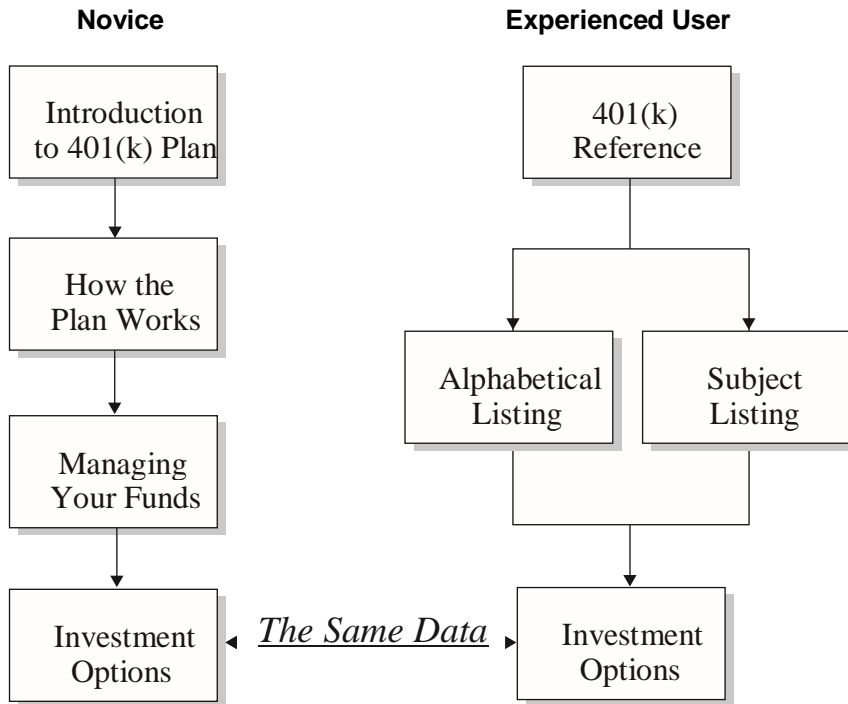 Novice
Introduction
to 401(k) Plan
How the
Plan Works
Managing
Your Funds
Investment
Options
The Same Data
Experienced User
401(k)
Reference
Alphabetical
Listing
Subject
Listing
Investment
Options